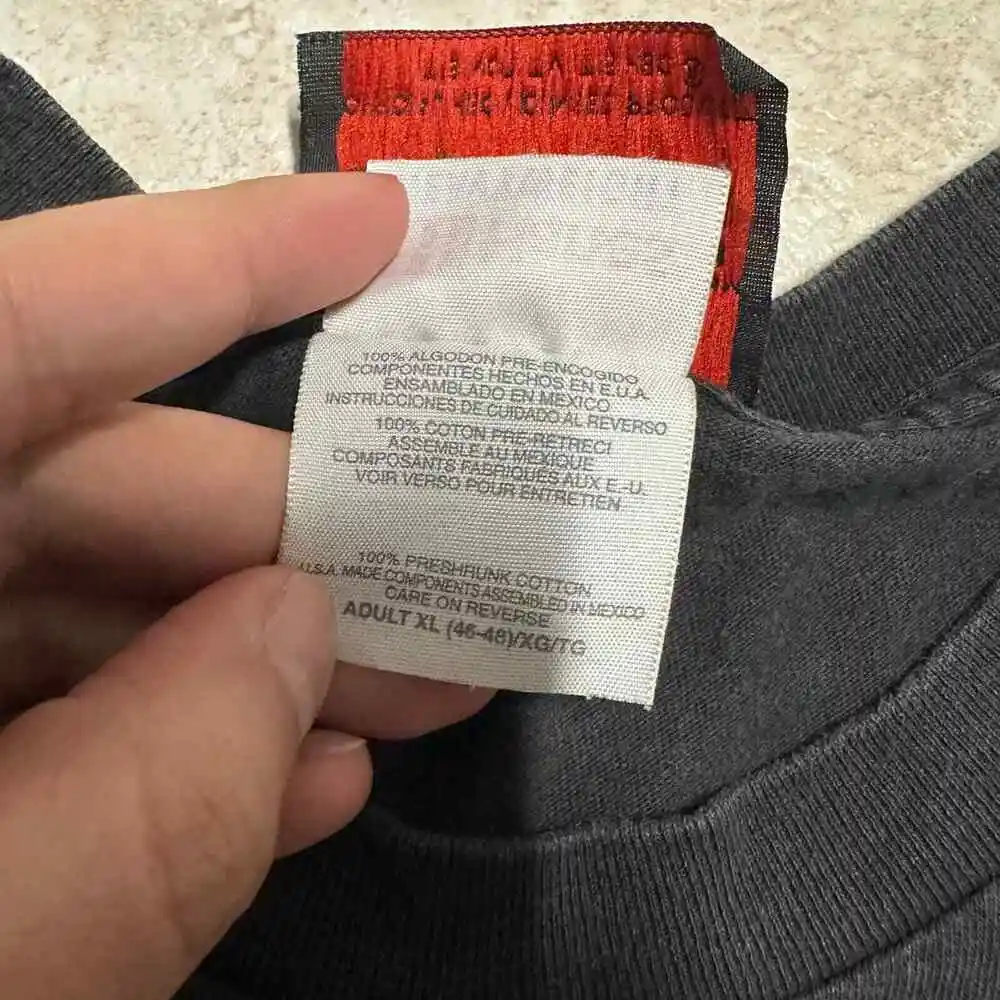 100% ALGODON PRE-ENCOGIDO
COMPONENTES HECHOS EN E.U.A.
ENSAMBLADO EN MEXICO
INSTRUCCIONES DE CUIDADO AL REVERSO
100% COTON PRE-RETRECI
ASSEMBLE AU MEXIQUE
COMPOSANTS FABRIQUES AUX E.-U.
VOIR VERSO POUR ENTRETIEN
100% PRESHRUNK COTTON
U.S.A. MADE COMPONENTS ASSEMBLED IN MEXICO
CARE ON REVERSE
ADULT XL (46-48)/XG/TG